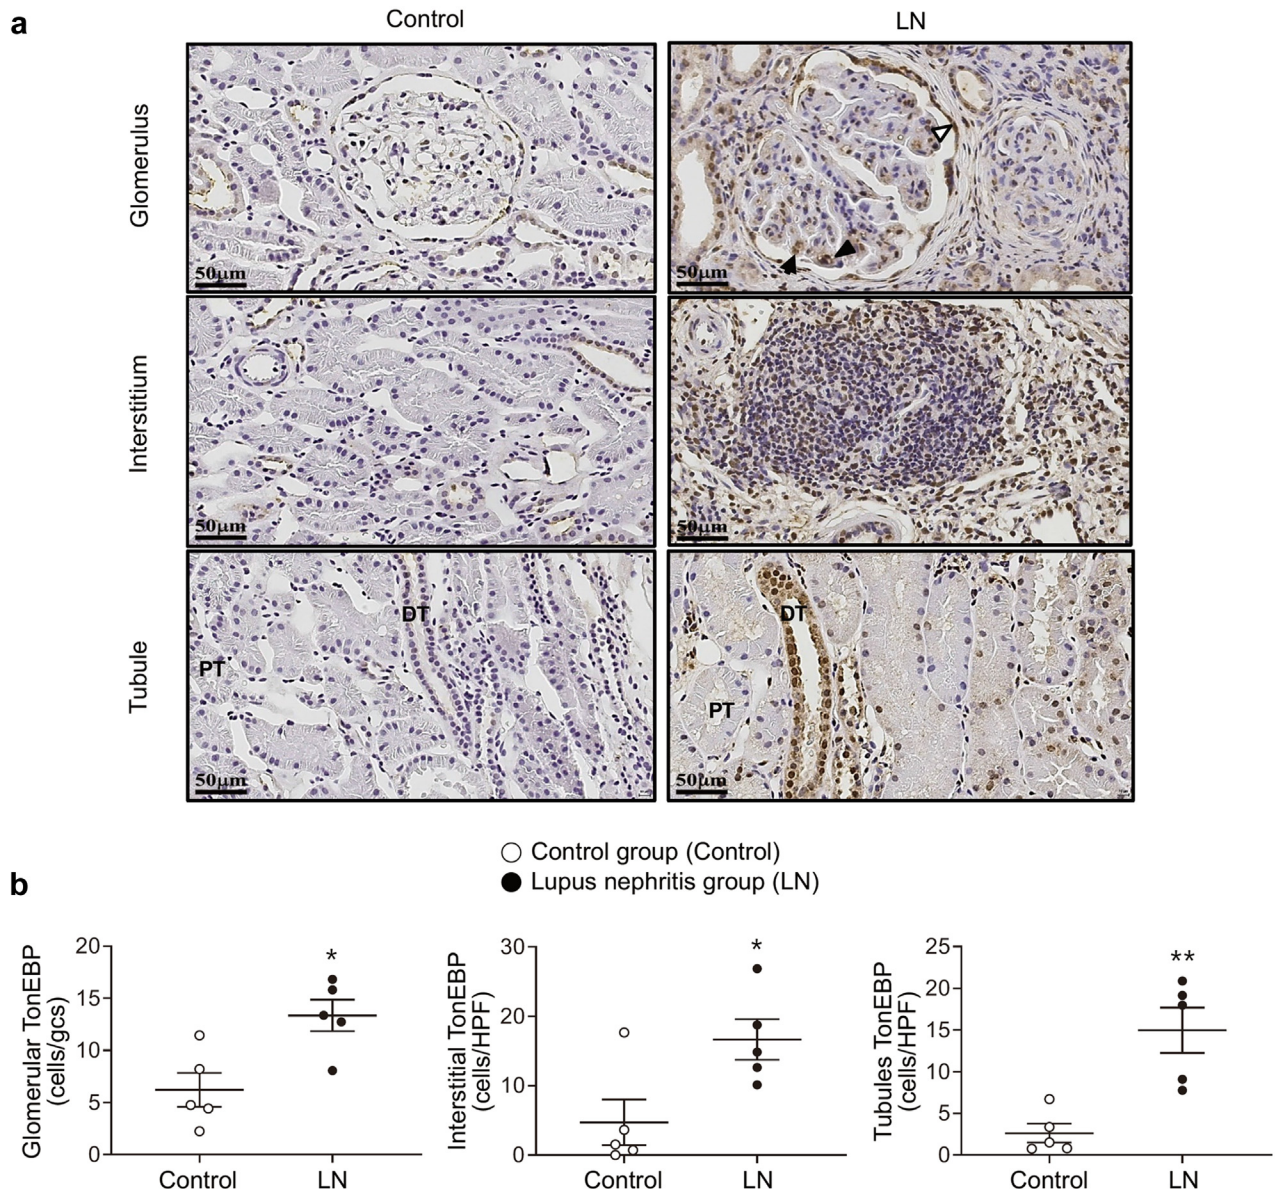 a
Control
LN
Glomerulus
50μm
50μm
Interstitium
50μm
50μm
Tubule
DT
PT
50μm
DT
PT
50μm
Control group (Control)
Lupus nephritis group (LN)
b
Glomerular TonEBP
(cells/gcs)
20
15
10
5
0
*
Control
LN
Interstitial TonEBP
(cells/HPF)
30
20
10
0
*
Control
LN
Tubules TonEBP
(cells/HPF)
25
20
15
10
5
0
**
Control
LN